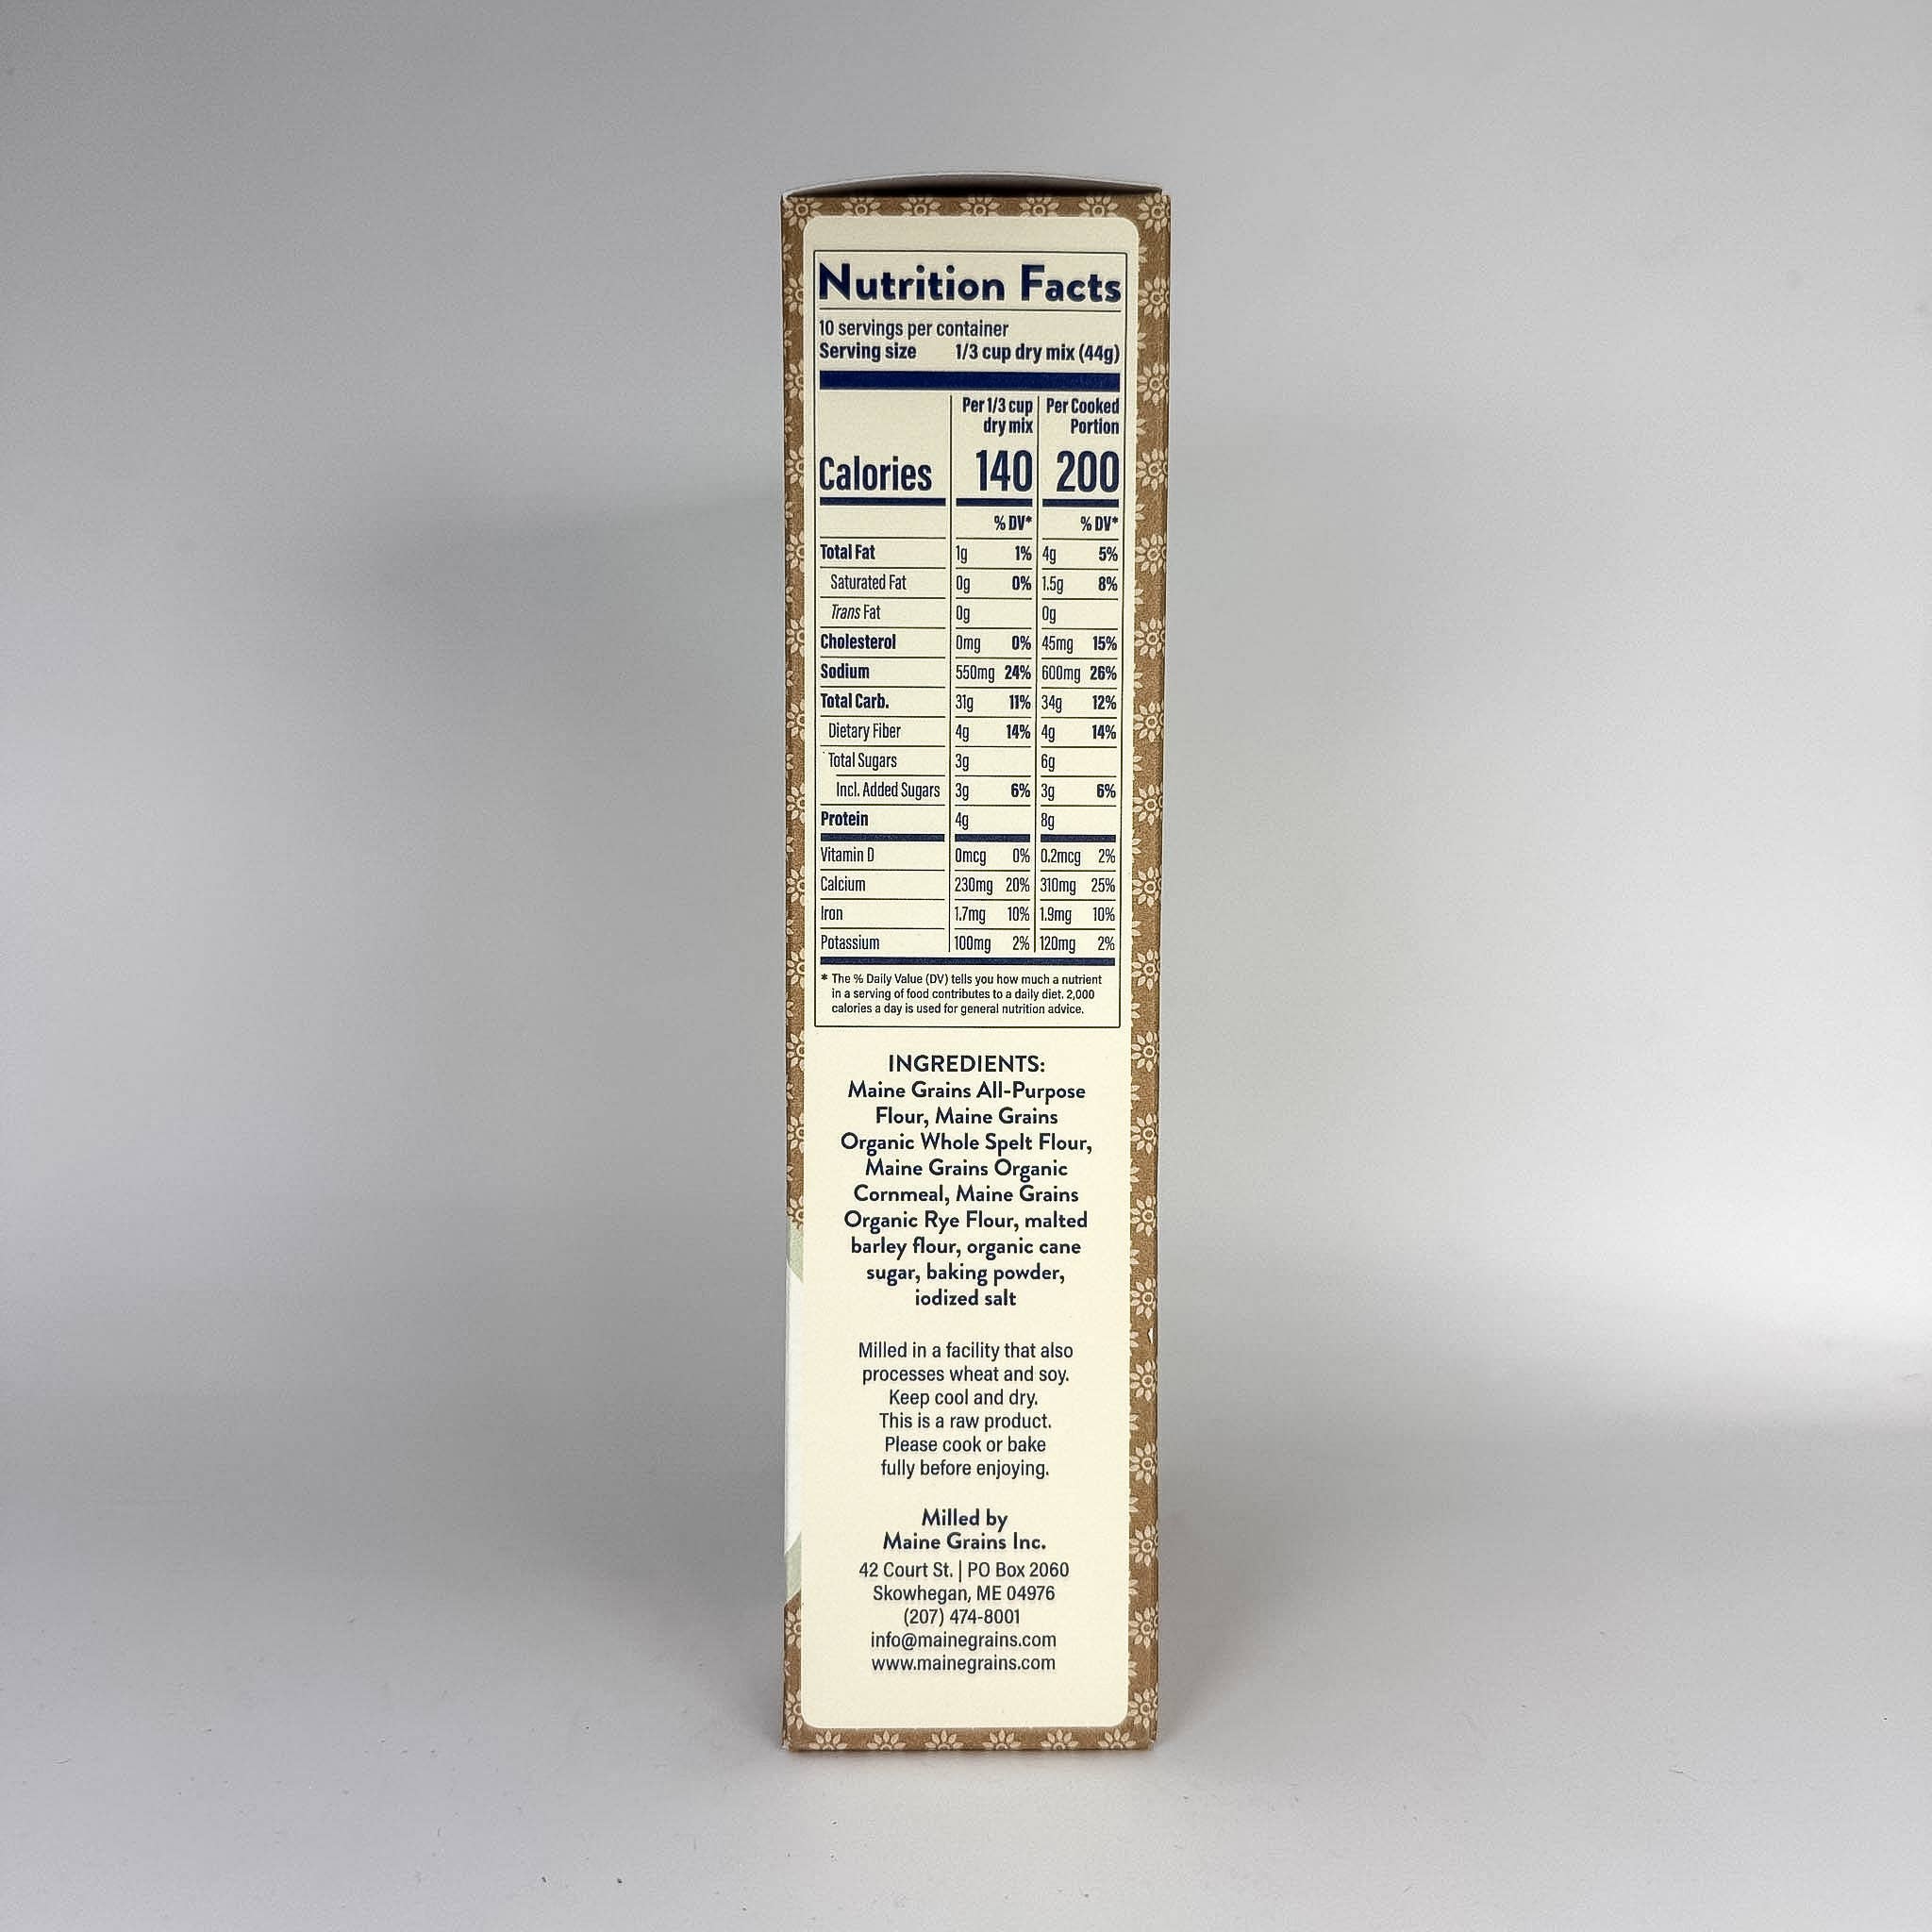 Nutrition Facts
10 servings per container
Serving size 1/3 cup dry mix (44g)
Per 1/3 cup dry mix Per Cooked Portion
Calories 140 200
% DV* % DV*
Total Fat 1g 1% 4g 5%
Saturated Fat 0g 0% 1.5g 8%
Trans Fat 0g 0g
Cholesterol 0mg 0% 45mg 15%
Sodium 550mg 24% 600mg 26%
Total Carb. 31g 11% 34g 12%
Dietary Fiber 4g 14% 4g 14%
Total Sugars 3g 6g
Incl. Added Sugars 3g 6% 3g 6%
Protein 4g 8g
Vitamin D 0mcg 0% 0.2mcg 2%
Calcium 230mg 20% 310mg 25%
Iron 1.7mg 10% 1.9mg 10%
Potassium 100mg 2% 120mg 2%
* The % Daily Value (DV) tells you how much a nutrient
in a serving of food contributes to a daily diet. 2,000
calories a day is used for general nutrition advice.
INGREDIENTS:
Maine Grains All-Purpose
Flour, Maine Grains
Organic Whole Spelt Flour,
Maine Grains Organic
Cornmeal, Maine Grains
Organic Rye Flour, malted
barley flour, organic cane
sugar, baking powder,
iodized salt
Milled in a facility that also
processes wheat and soy.
Keep cool and dry.
This is a raw product.
Please cook or bake
fully before enjoying.
Milled by
Maine Grains Inc.
42 Court St. | PO Box 2060
Skowhegan, ME 04976
(207) 474-8001
info@mainegrains.com
www.mainegrains.com